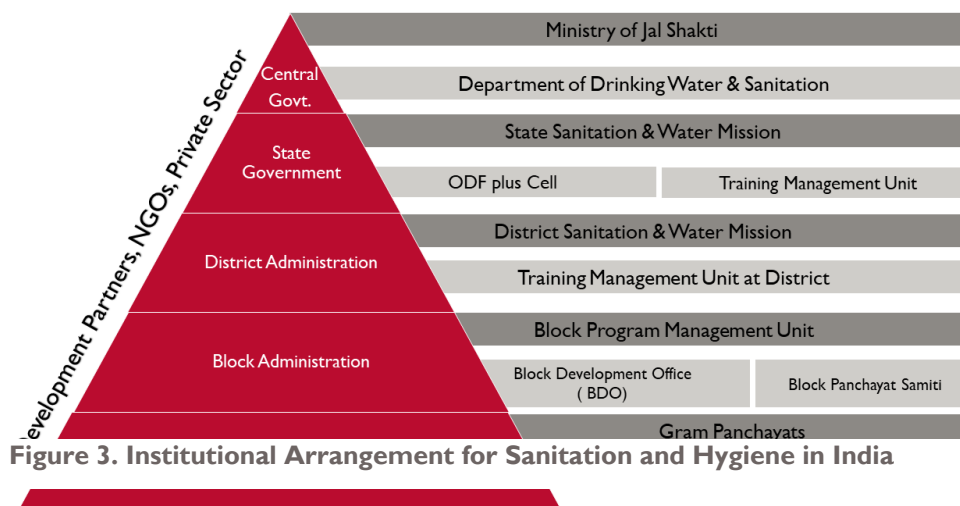 Development Partners, NGOs, Private Sector
Central
Govt.
Ministry of Jal Shakti
Department of Drinking Water & Sanitation
State
Government
State Sanitation & Water Mission
ODF plus Cell
Training Management Unit
District Administration
District Sanitation & Water Mission
Training Management Unit at District
Block Administration
Block Program Management Unit
Block Development Office
( BDO)
Block Panchayat Samiti
Gram Panchayats
Figure 3. Institutional Arrangement for Sanitation and Hygiene in India